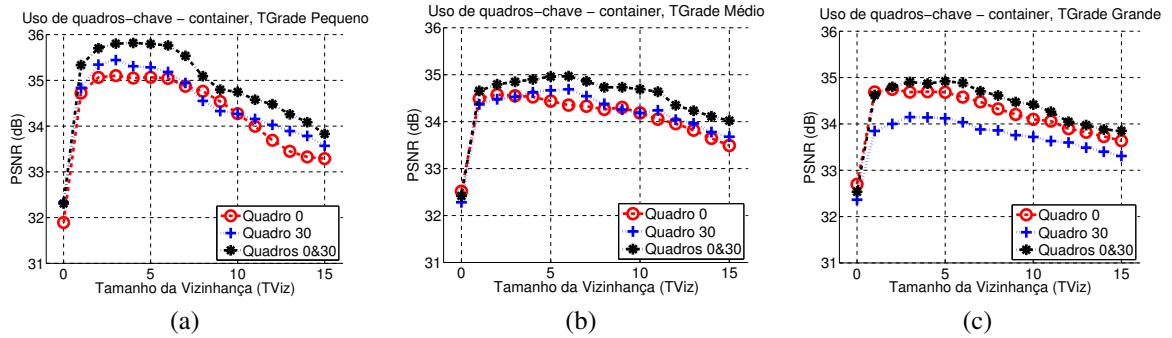 Uso de quadros−chave − container, TGrade Pequeno
36
35
34
33
32
31
PSNR (dB)
0
5
10
15
Tamanho da Vizinhança (TViz)
Quadro 0
Quadro 30
Quadros 0&30
(a)
Uso de quadros−chave − container, TGrade Médio
36
35
34
33
32
31
PSNR (dB)
0
5
10
15
Tamanho da Vizinhança (TViz)
Quadro 0
Quadro 30
Quadros 0&30
(b)
Uso de quadros−chave − container, TGrade Grande
36
35
34
33
32
31
PSNR (dB)
0
5
10
15
Tamanho da Vizinhança (TViz)
Quadro 0
Quadro 30
Quadros 0&30
(c)